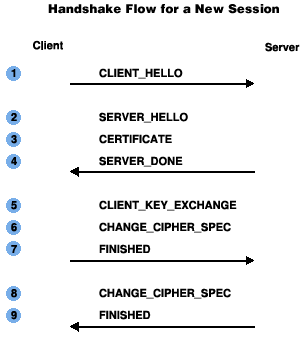 Handshake Flow for a New Session
Client Server
1 CLIENT_HELLO
2 SERVER_HELLO
3 CERTIFICATE
4 SERVER_DONE
5 CLIENT_KEY_EXCHANGE
6 CHANGE_CIPHER_SPEC
7 FINISHED
8 CHANGE_CIPHER_SPEC
9 FINISHED